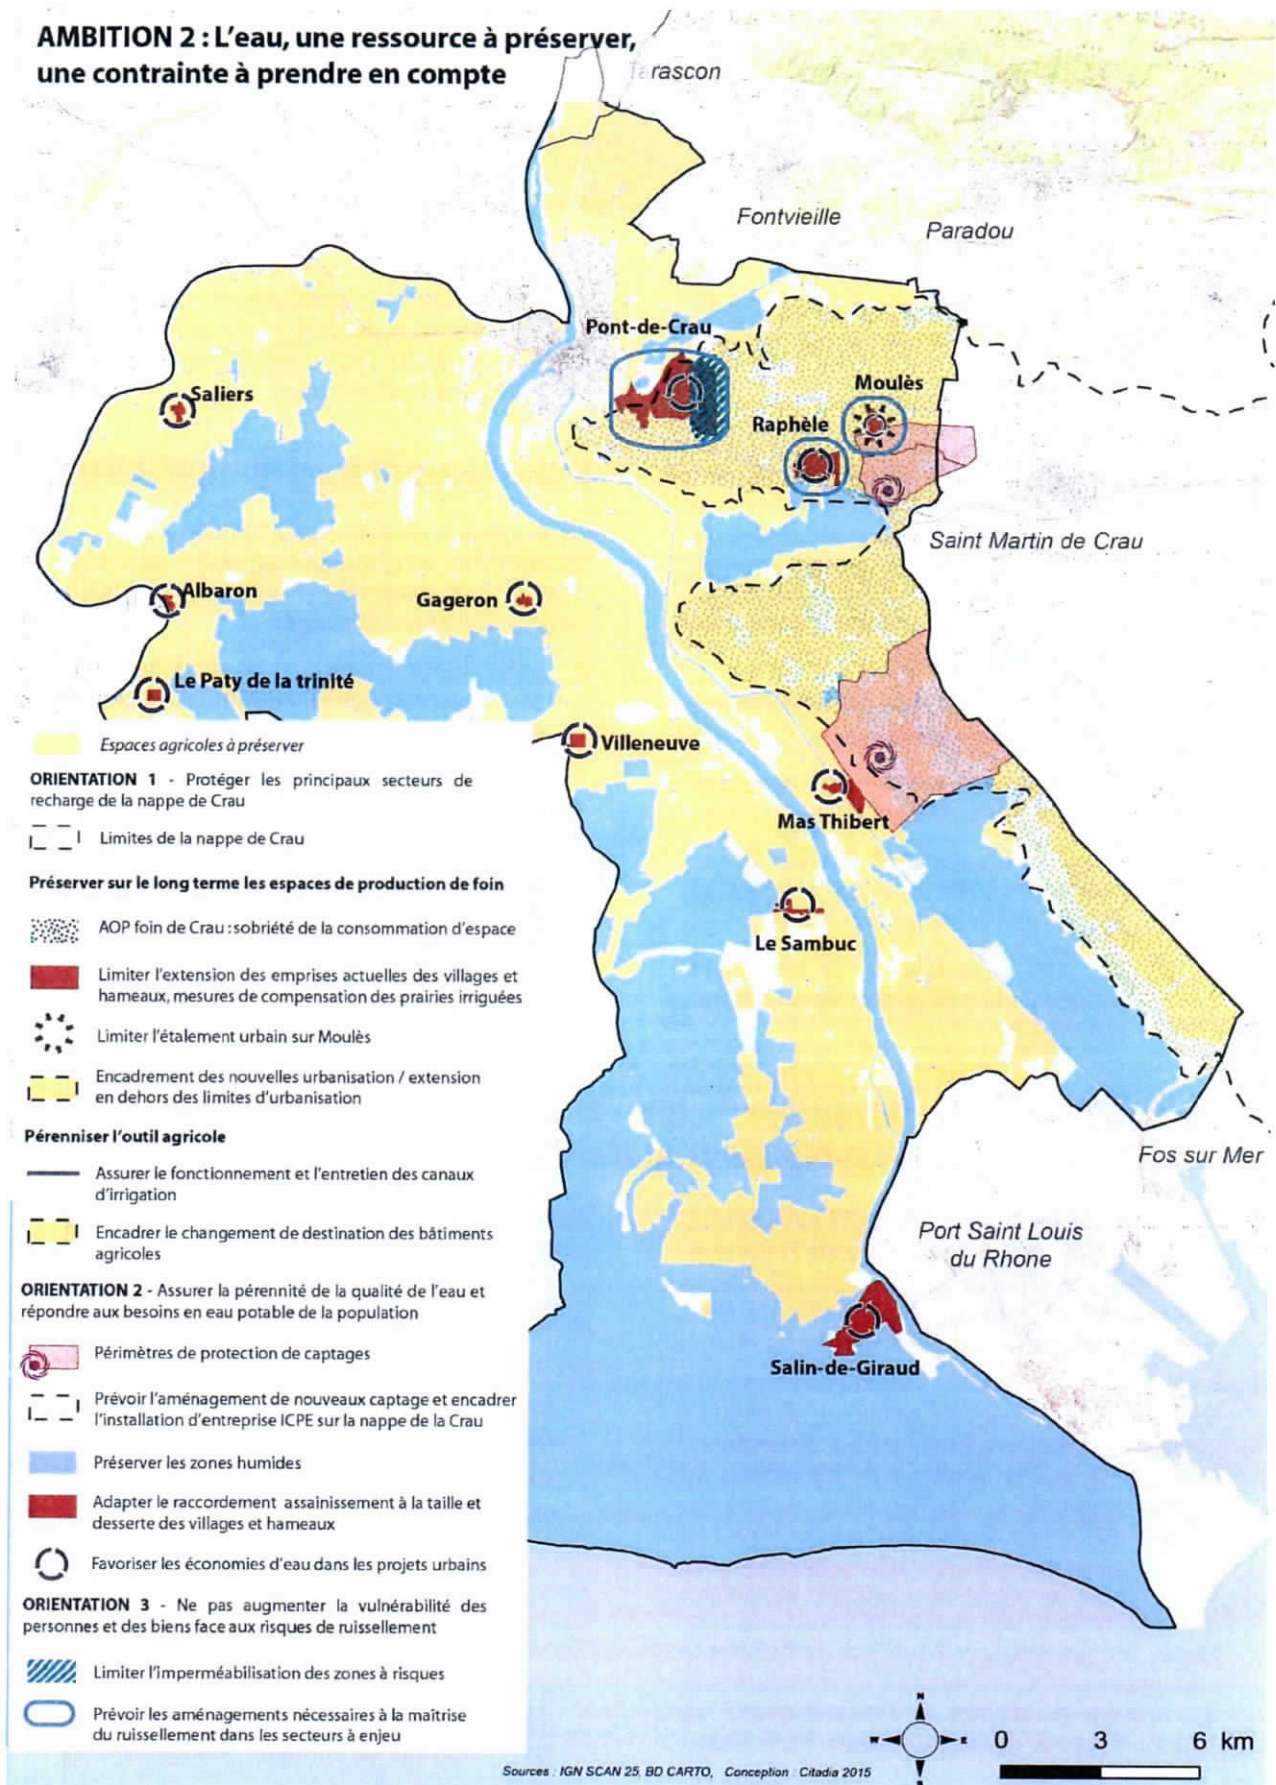 AMBITION 2 : L'eau, une ressource à préserver,
une contrainte à prendre en compte
Tarascon
Fontvieille
Paradou
Pont-de-Crau
Saliers
Moulès
Raphèle
Saint Martin de Crau
Albaron
Gageron
Le Paty de la trinité
Villeneuve
Mas Thibert
Le Sambuc
Fos sur Mer
Port Saint Louis
du Rhone
Salin-de-Giraud
Espaces agricoles à préserver
ORIENTATION 1 - Protéger les principaux secteurs de
recharge de la nappe de Crau
Limites de la nappe de Crau
Préserver sur le long terme les espaces de production de foin
AOP foin de Crau : sobriété de la consommation d'espace
Limiter l'extension des emprises actuelles des villages et
hameaux, mesures de compensation des prairies irriguées
Limiter l'étalement urbain sur Moulès
Encadrement des nouvelles urbanisation / extension
en dehors des limites d'urbanisation
Pérenniser l'outil agricole
Assurer le fonctionnement et l'entretien des canaux
d'irrigation
Encadrer le changement de destination des bâtiments
agricoles
ORIENTATION 2 - Assurer la pérennité de la qualité de l'eau et
répondre aux besoins en eau potable de la population
Périmètres de protection de captages
Prévoir l'aménagement de nouveaux captage et encadrer
l'installation d'entreprise ICPE sur la nappe de la Crau
Préserver les zones humides
Adapter le raccordement assainissement à la taille et
desserte des villages et hameaux
Favoriser les économies d'eau dans les projets urbains
ORIENTATION 3 - Ne pas augmenter la vulnérabilité des
personnes et des biens face aux risques de ruissellement
Limiter l'imperméabilisation des zones à risques
Prévoir les aménagements nécessaires à la maîtrise
du ruissellement dans les secteurs à enjeu
N
W E
S
0 3 6 km
Sources : IGN SCAN 25, BD CARTO, Conception : Citadia 2015